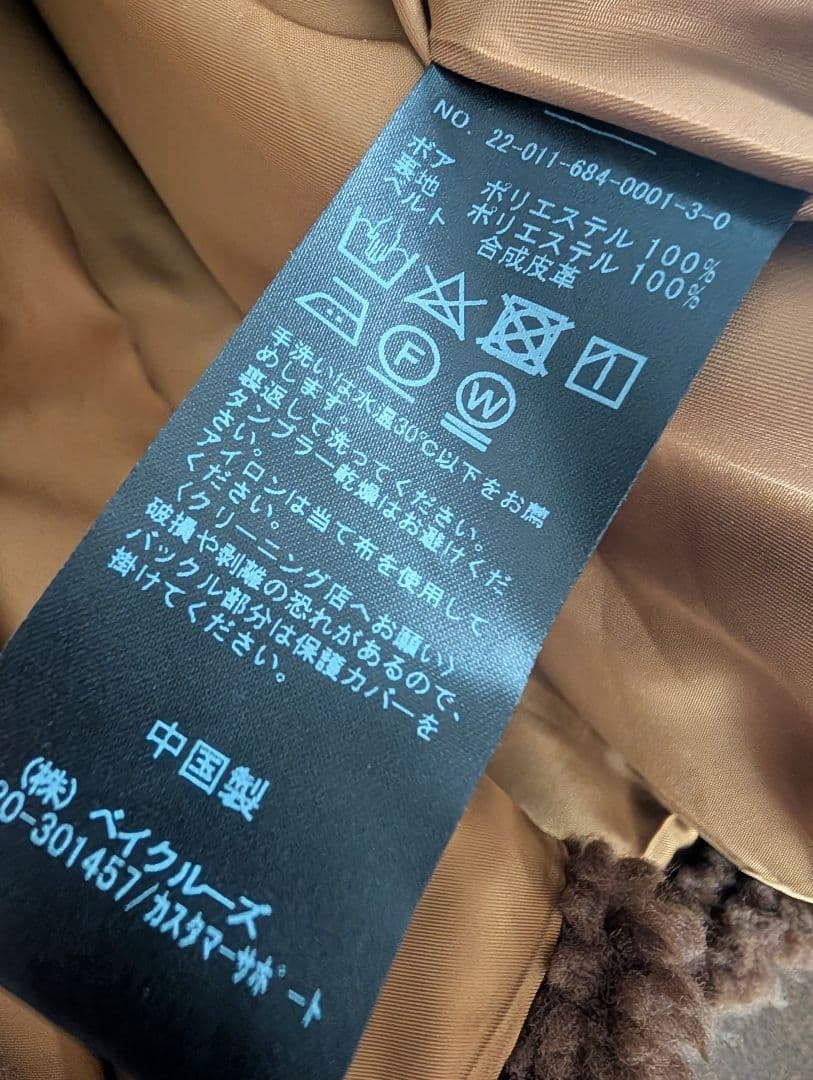 NO. 22-011-684-0001-3-0
ボア ポリエステル 100%
裏地 ポリエステル 100%
ベルト 合成皮革
F
W
手洗いは水温30℃以下をお薦
めします。
裏返して洗ってください。
タンブラー乾燥はお避けくだ
さい。
アイロンは当て布を使用して
ください。
〈クリーニング店へお願い〉
破損や剥離の恐れがあるので、
バックル部分は保護カバーを
掛けてください。
中国製
(株) ベイクルーズ
20-301457/カスタマーサポート